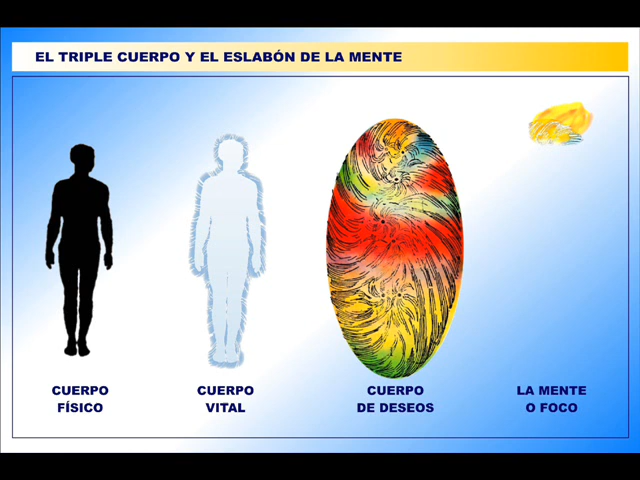 EL TRIPLE CUERPO Y EL ESLABÓN DE LA MENTE
CUERPO
FÍSICO
CUERPO
VITAL
CUERPO
DE DESEOS
LA MENTE
O FOCO